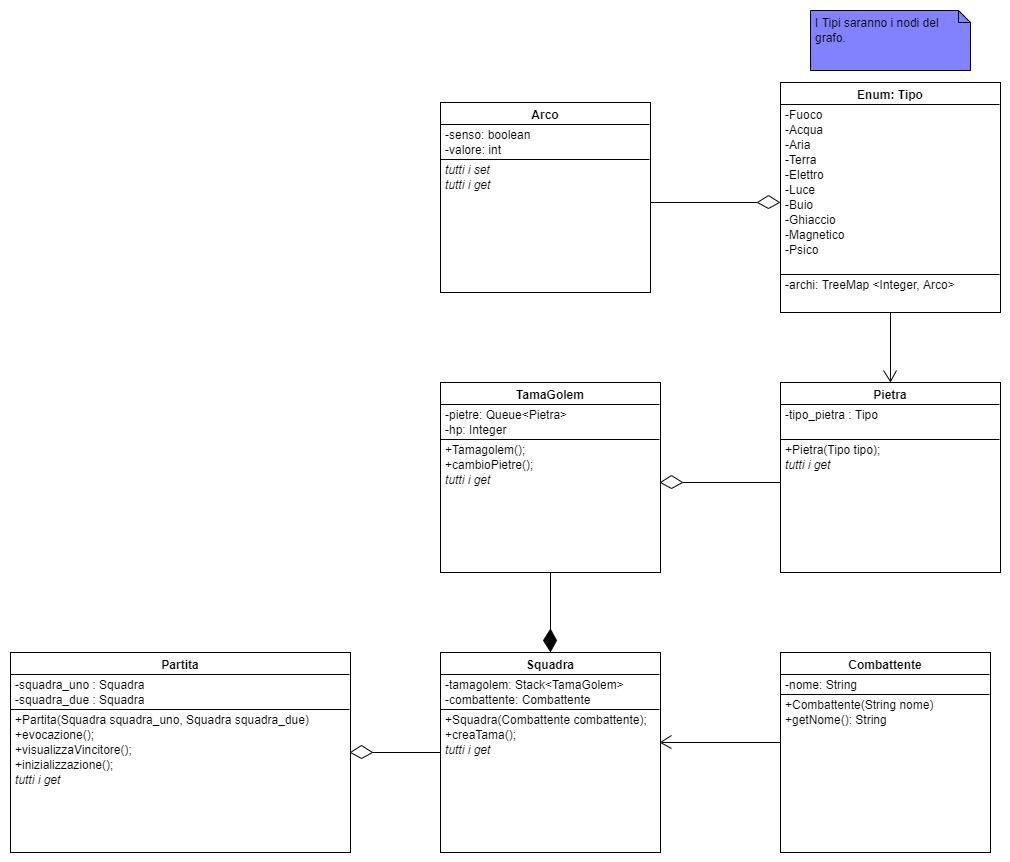 I Tipi saranno i nodi del
grafo.
Enum: Tipo
-Fuoco
-Acqua
-Aria
-Terra
-Elettro
-Luce
-Buio
-Ghiaccio
-Magnetico
-Psico
-archi: TreeMap <Integer, Arco>
Arco
-senso: boolean
-valore: int
tutti i set
tutti i get
TamaGolem
-pietre: Queue<Pietra>
-hp: Integer
+Tamagolem();
+cambioPietre();
tutti i get
Pietra
-tipo_pietra : Tipo
+Pietra(Tipo tipo);
tutti i get
Partita
-squadra_uno : Squadra
-squadra_due : Squadra
+Partita(Squadra squadra_uno, Squadra squadra_due)
+evocazione();
+visualizzaVincitore();
+inizializzazione();
tutti i get
Squadra
-tamagolem: Stack<TamaGolem>
-combattente: Combattente
+Squadra(Combattente combattente);
+creaTama();
tutti i get
Combattente
-nome: String
+Combattente(String nome)
+getNome(): String